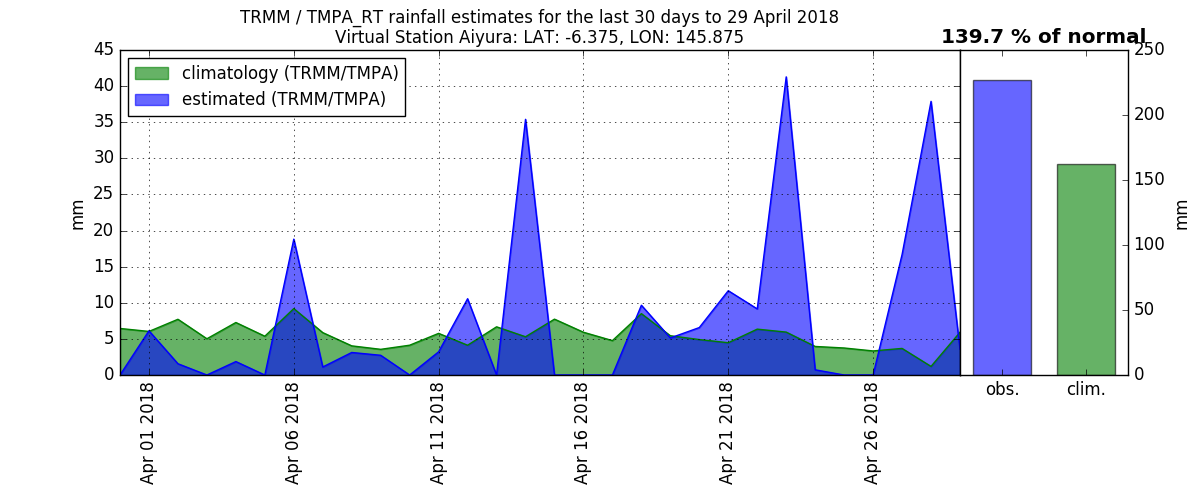 TRMM / TMPA_RT rainfall estimates for the last 30 days to 29 April 2018
Virtual Station Aiyura: LAT: -6.375, LON: 145.875
139.7 % of normal
climatology (TRMM/TMPA)
estimated (TRMM/TMPA)
45
40
35
30
25
20
15
10
5
0
mm
Apr 01 2018
Apr 06 2018
Apr 11 2018
Apr 16 2018
Apr 21 2018
Apr 26 2018
obs.
clim.
250
200
150
100
50
0
mm